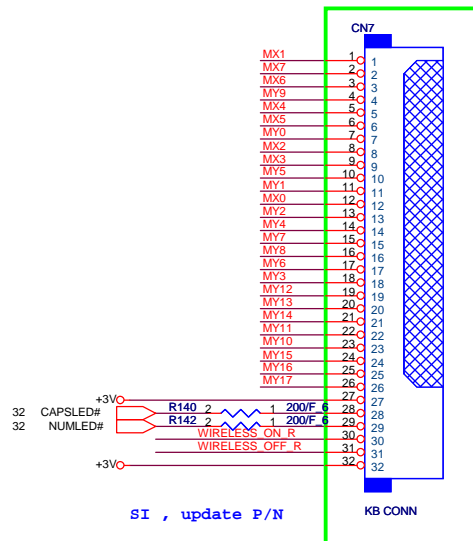 CN7
MX1 1 1
MX7 2 2
MX6 3 3
MY9 4 4
MX4 5 5
MX5 6 6
MY0 7 7
MX2 8 8
MX3 9 9
MY5 10 10
MY1 11 11
MX0 12 12
MY2 13 13
MY4 14 14
MY7 15 15
MY8 16 16
MY6 17 17
MY3 18 18
MY12 19 19
MY13 20 20
MY14 21 21
MY11 22 22
MY10 23 23
MY15 24 24
MY16 25 25
MY17 26 26
+3V 27 27
32 CAPSLED# R140 2 1 200/F_6 28 28
32 NUMLED# R142 2 1 200/F_6 29 29
WIRELESS_ON_R 30 30
WIRELESS_OFF_R 31 31
+3V 32 32
SI , update P/N
KB CONN